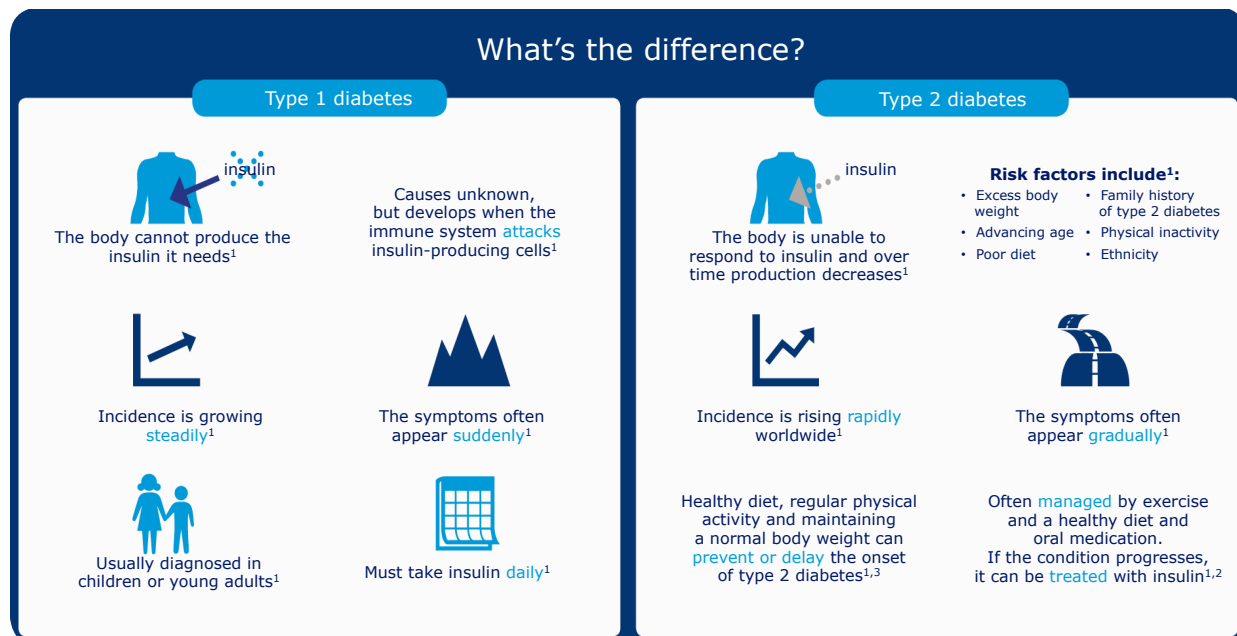 What's the difference?
Type 1 diabetes
insulin
The body cannot produce the
insulin it needs¹
Causes unknown,
but develops when the
immune system attacks
insulin-producing cells¹
Incidence is growing
steadily¹
The symptoms often
appear suddenly¹
Usually diagnosed in
children or young adults¹
Must take insulin daily¹
Type 2 diabetes
insulin
The body is unable to
respond to insulin and over
time production decreases¹
Risk factors include¹:
• Excess body
weight
• Advancing age
• Poor diet
• Family history
of type 2 diabetes
• Physical inactivity
• Ethnicity
Incidence is rising rapidly
worldwide¹
The symptoms often
appear gradually¹
Healthy diet, regular physical
activity and maintaining
a normal body weight can
prevent or delay the onset
of type 2 diabetes¹,³
Often managed by exercise
and a healthy diet and
oral medication.
If the condition progresses,
it can be treated with insulin¹,²